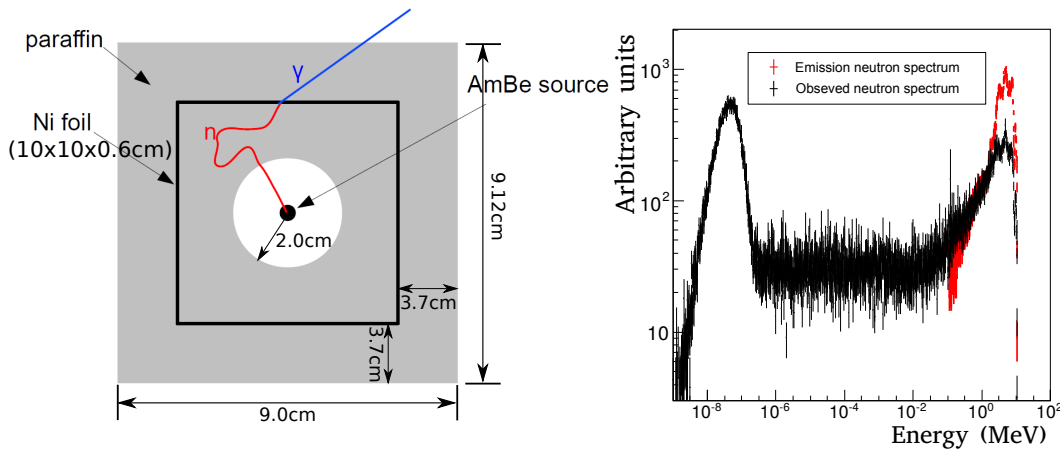 paraffin
γ
AmBe source
Ni foil
(10x10x0.6cm)
n
2.0cm
9.12cm
3.7cm
3.7cm
9.0cm
Arbitrary units
10³
10²
10
Emission neutron spectrum
Obseved neutron spectrum
10⁻⁸
10⁻⁶
10⁻⁴
10⁻²
10⁰
10²
Energy (MeV)